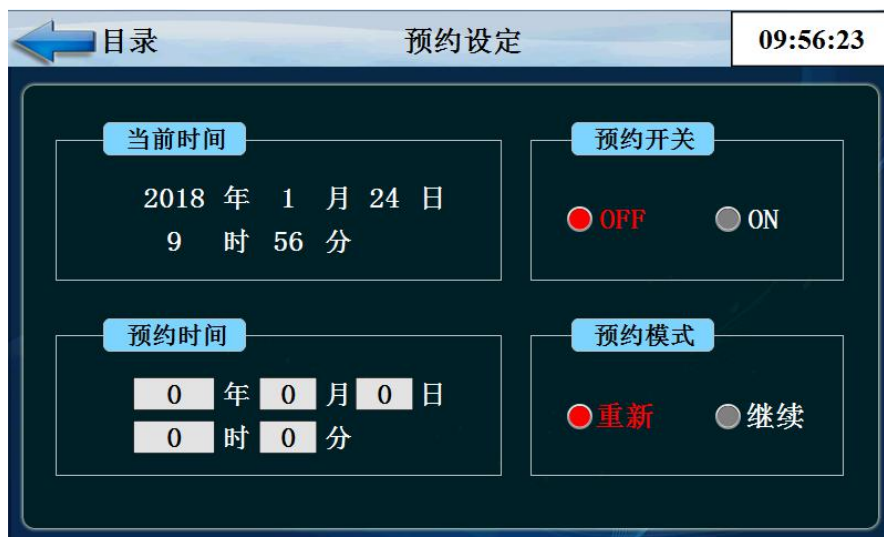 目录 预约设定 09:56:23
当前时间
2018 年 1 月 24 日
9 时 56 分
预约开关
OFF ON
预约时间
0 年 0 月 0 日
0 时 0 分
预约模式
重新 继续